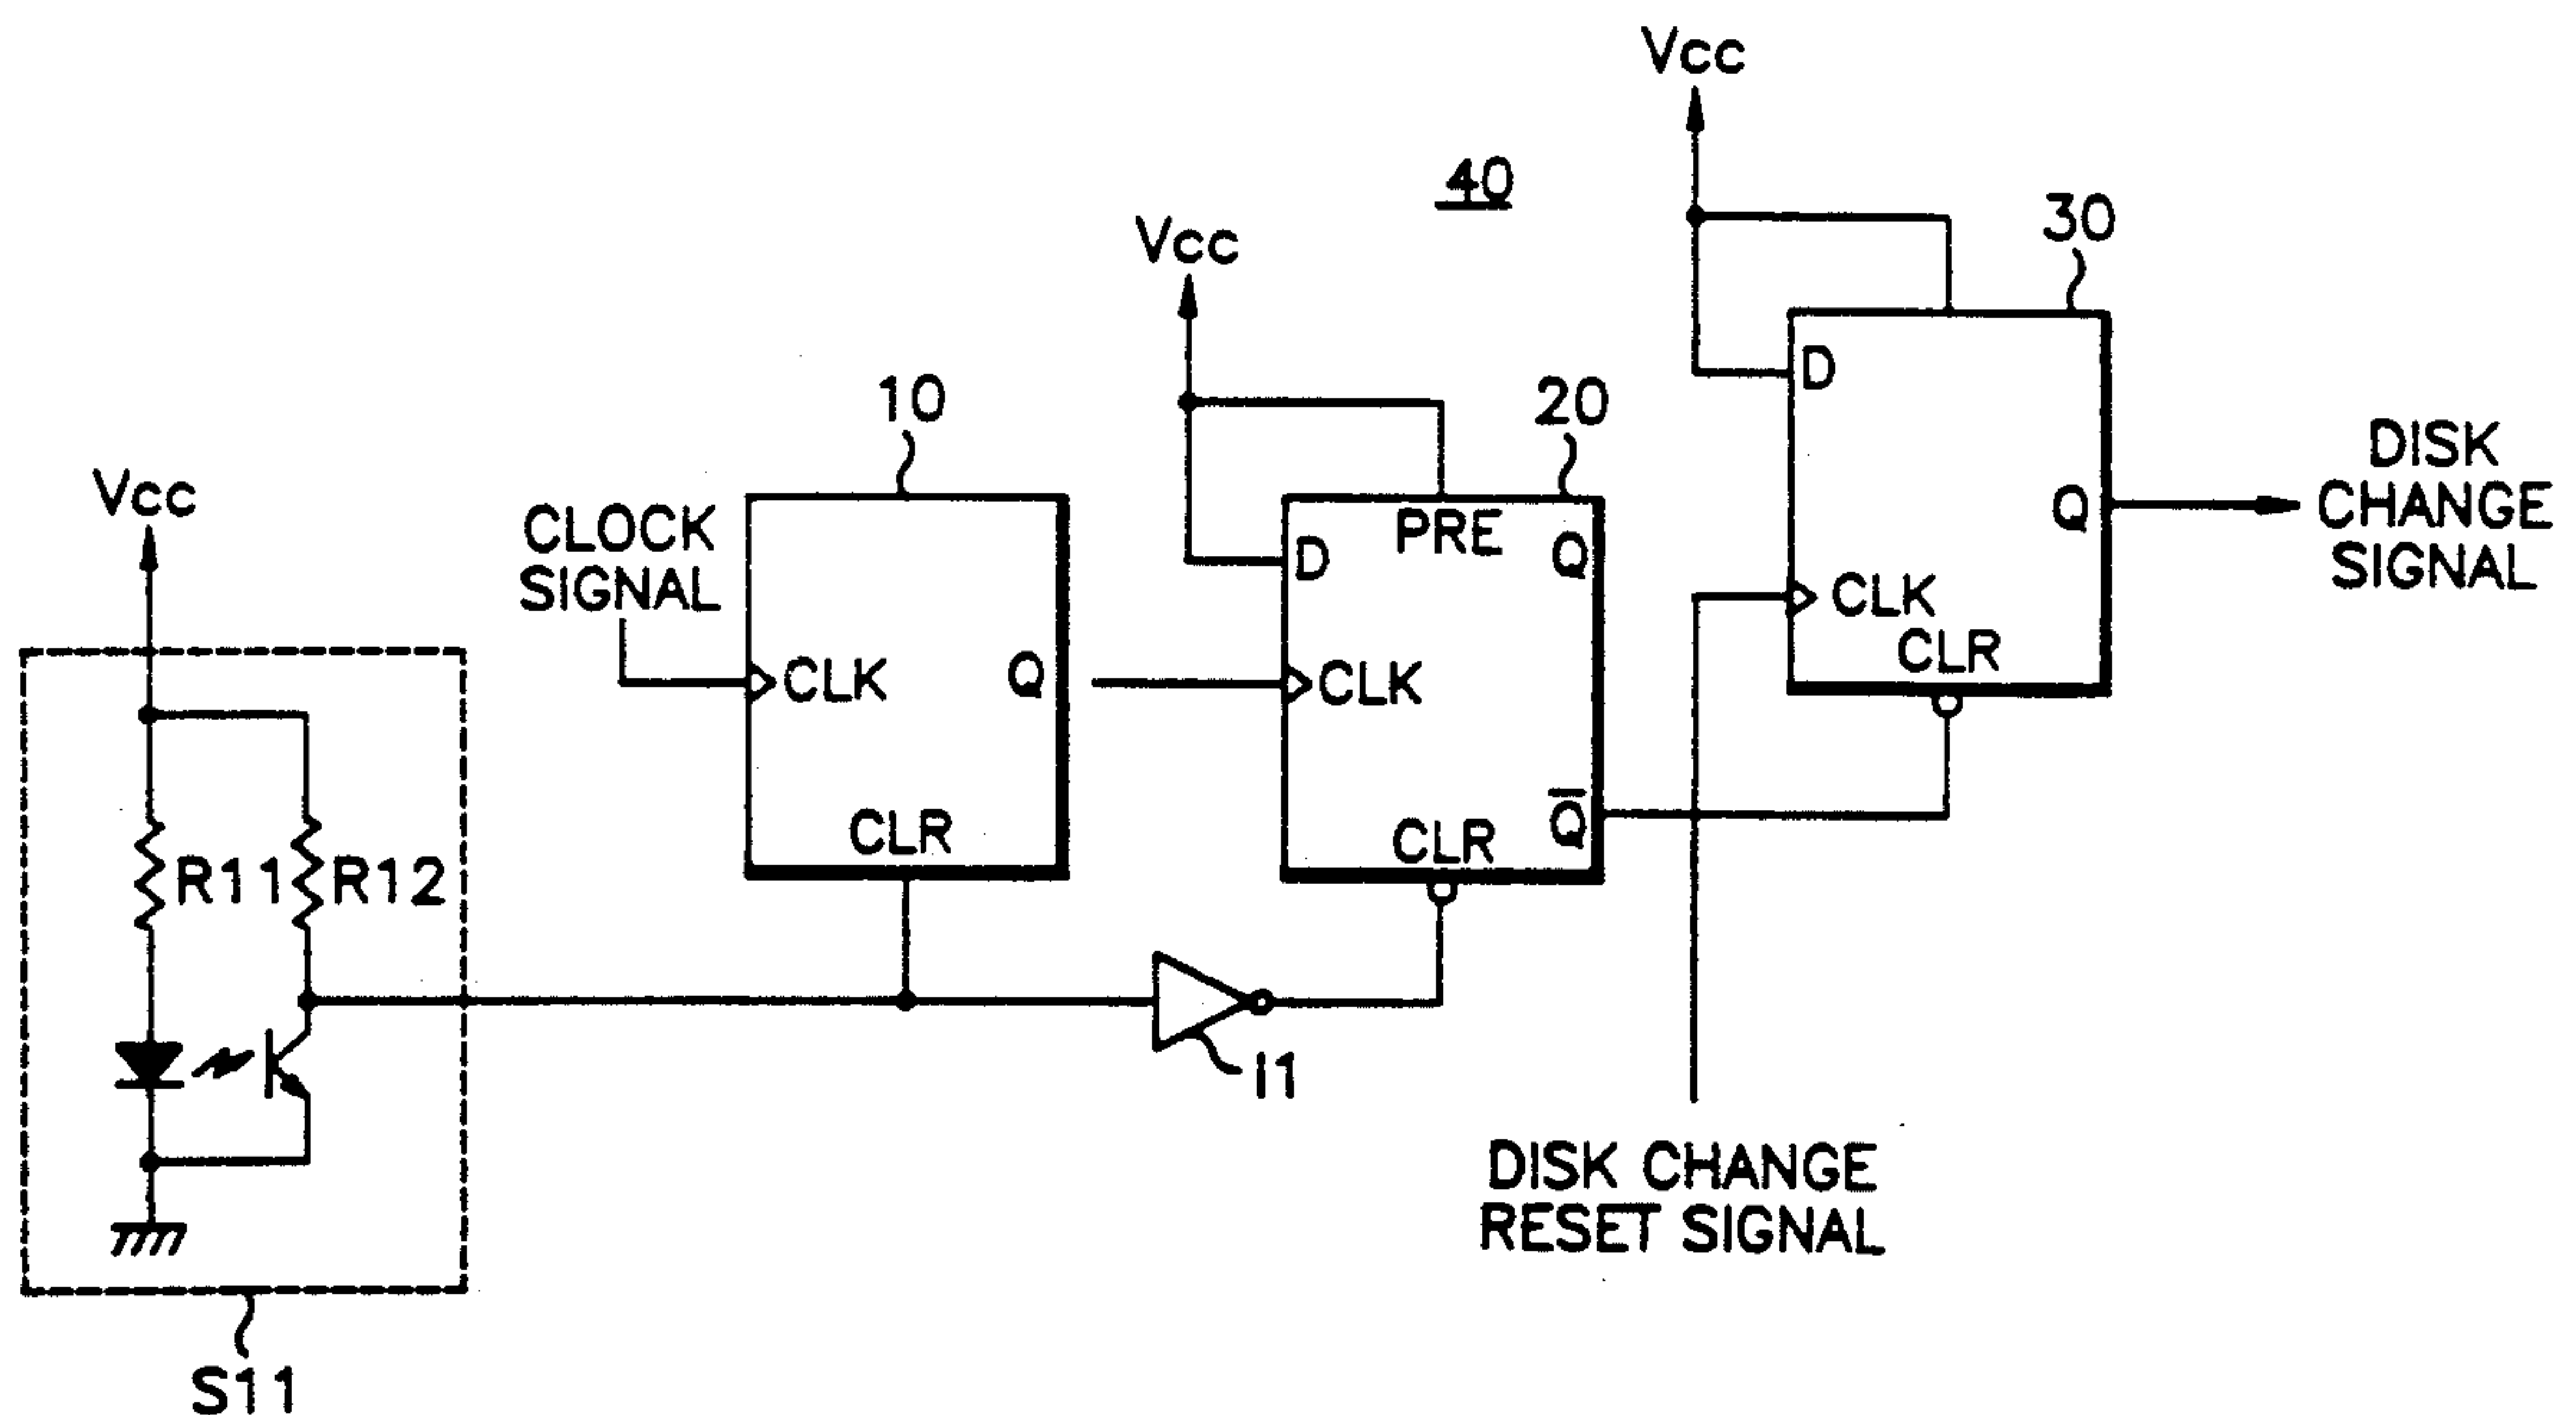 Vcc
40
30
Vcc
D
10
20
DISK
CHANGE
SIGNAL
Q
Vcc
CLOCK
SIGNAL
PRE
Q
D
CLK
CLR
CLK
Q
CLK
CLR
CLR
Q̅
R11
R12
I1
DISK CHANGE
RESET SIGNAL
S11